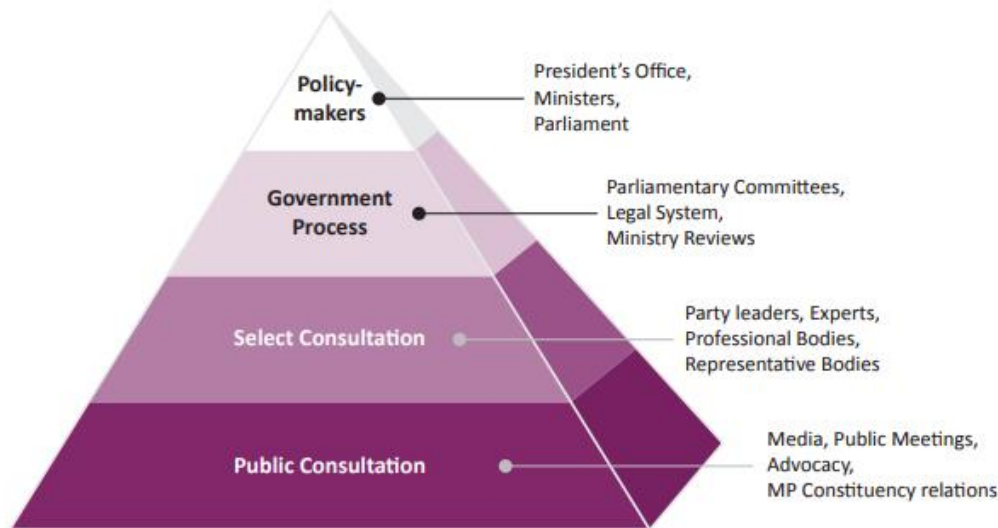 Policy-
makers
President’s Office,
Ministers,
Parliament
Government
Process
Parliamentary Committees,
Legal System,
Ministry Reviews
Select Consultation
Party leaders, Experts,
Professional Bodies,
Representative Bodies
Public Consultation
Media, Public Meetings,
Advocacy,
MP Constituency relations